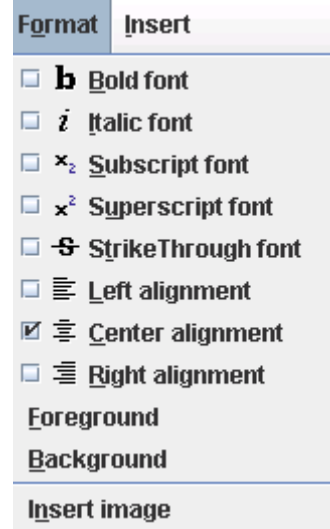 Format Insert
b Bold font
i Italic font
x2 Subscript font
x² Superscript font
S StrikeThrough font
Left alignment
Center alignment
Right alignment
Foreground
Background
Insert image